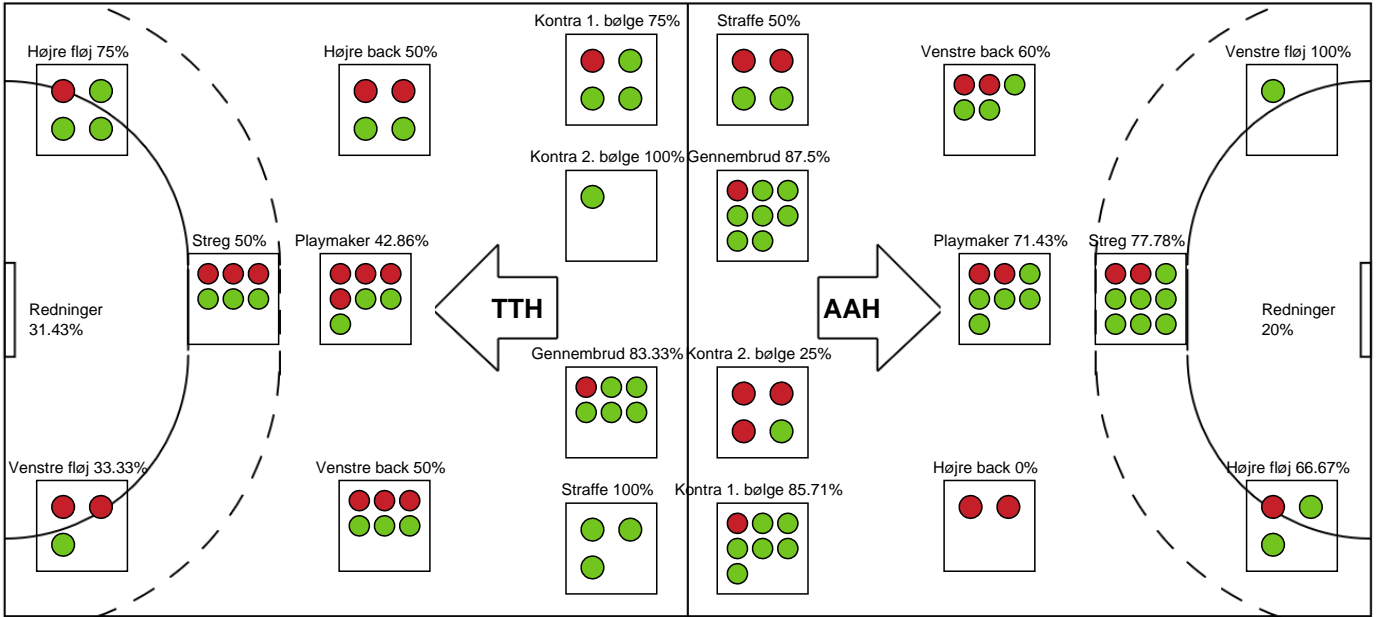 Kontra 1. bølge 75%
Straffe 50%
Højre fløj 75%
Højre back 50%
Venstre back 60%
Venstre fløj 100%
Kontra 2. bølge 100%
Gennembrud 87.5%
Streg 50%
Playmaker 42.86%
Playmaker 71.43%
Streg 77.78%
Redninger
31.43%
TTH
AAH
Redninger
20%
Gennembrud 83.33%
Kontra 2. bølge 25%
Venstre fløj 33.33%
Venstre back 50%
Højre back 0%
Højre fløj 66.67%
Straffe 100%
Kontra 1. bølge 85.71%